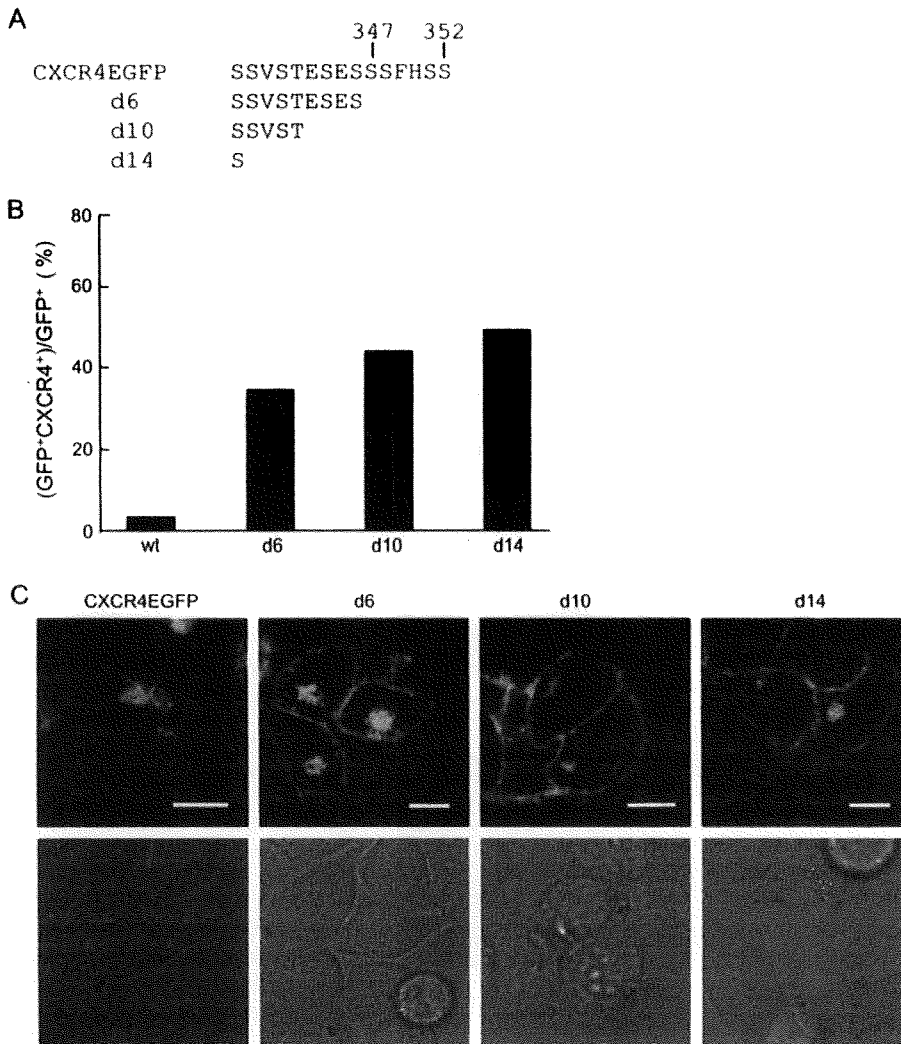 A
347 352
CXCR4EGFP SSVSTESESSSFHSS
d6 SSVSTESES
d10 SSVST
d14 S
B
(GFP⁺CXCR4⁺)/GFP⁺ (%)
80
60
40
20
0
wt d6 d10 d14
C
CXCR4EGFP d6 d10 d14